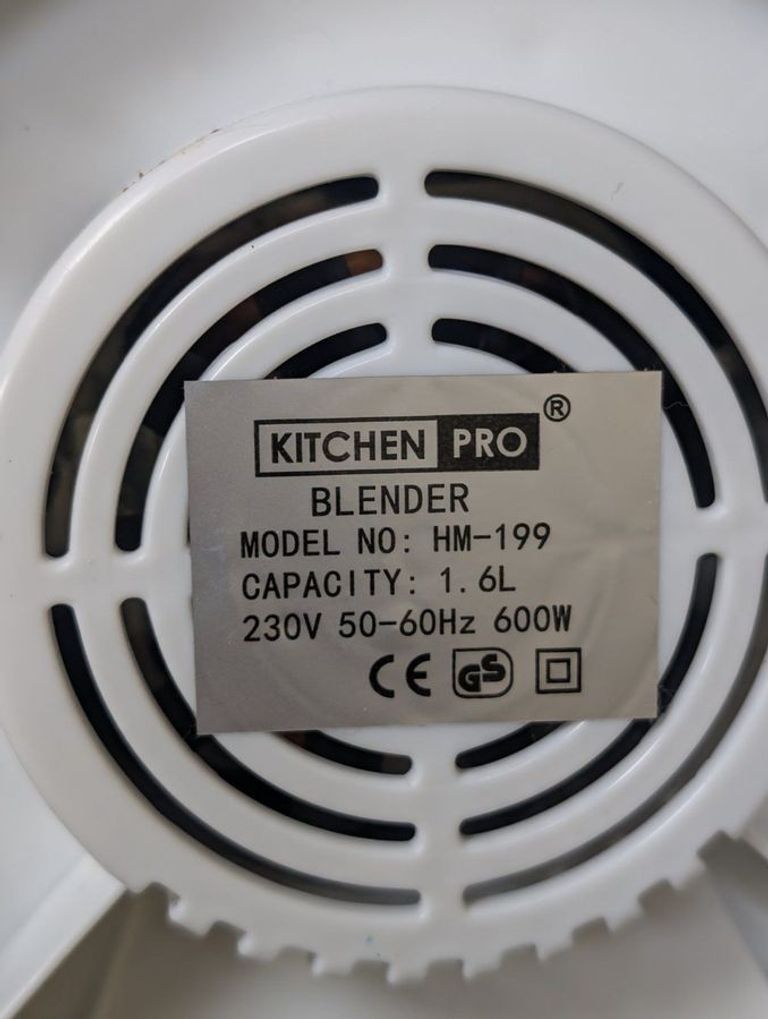 KITCHEN PRO ®
BLENDER
MODEL NO: HM-199
CAPACITY: 1.6L
230V 50-60Hz 600W
CE GS